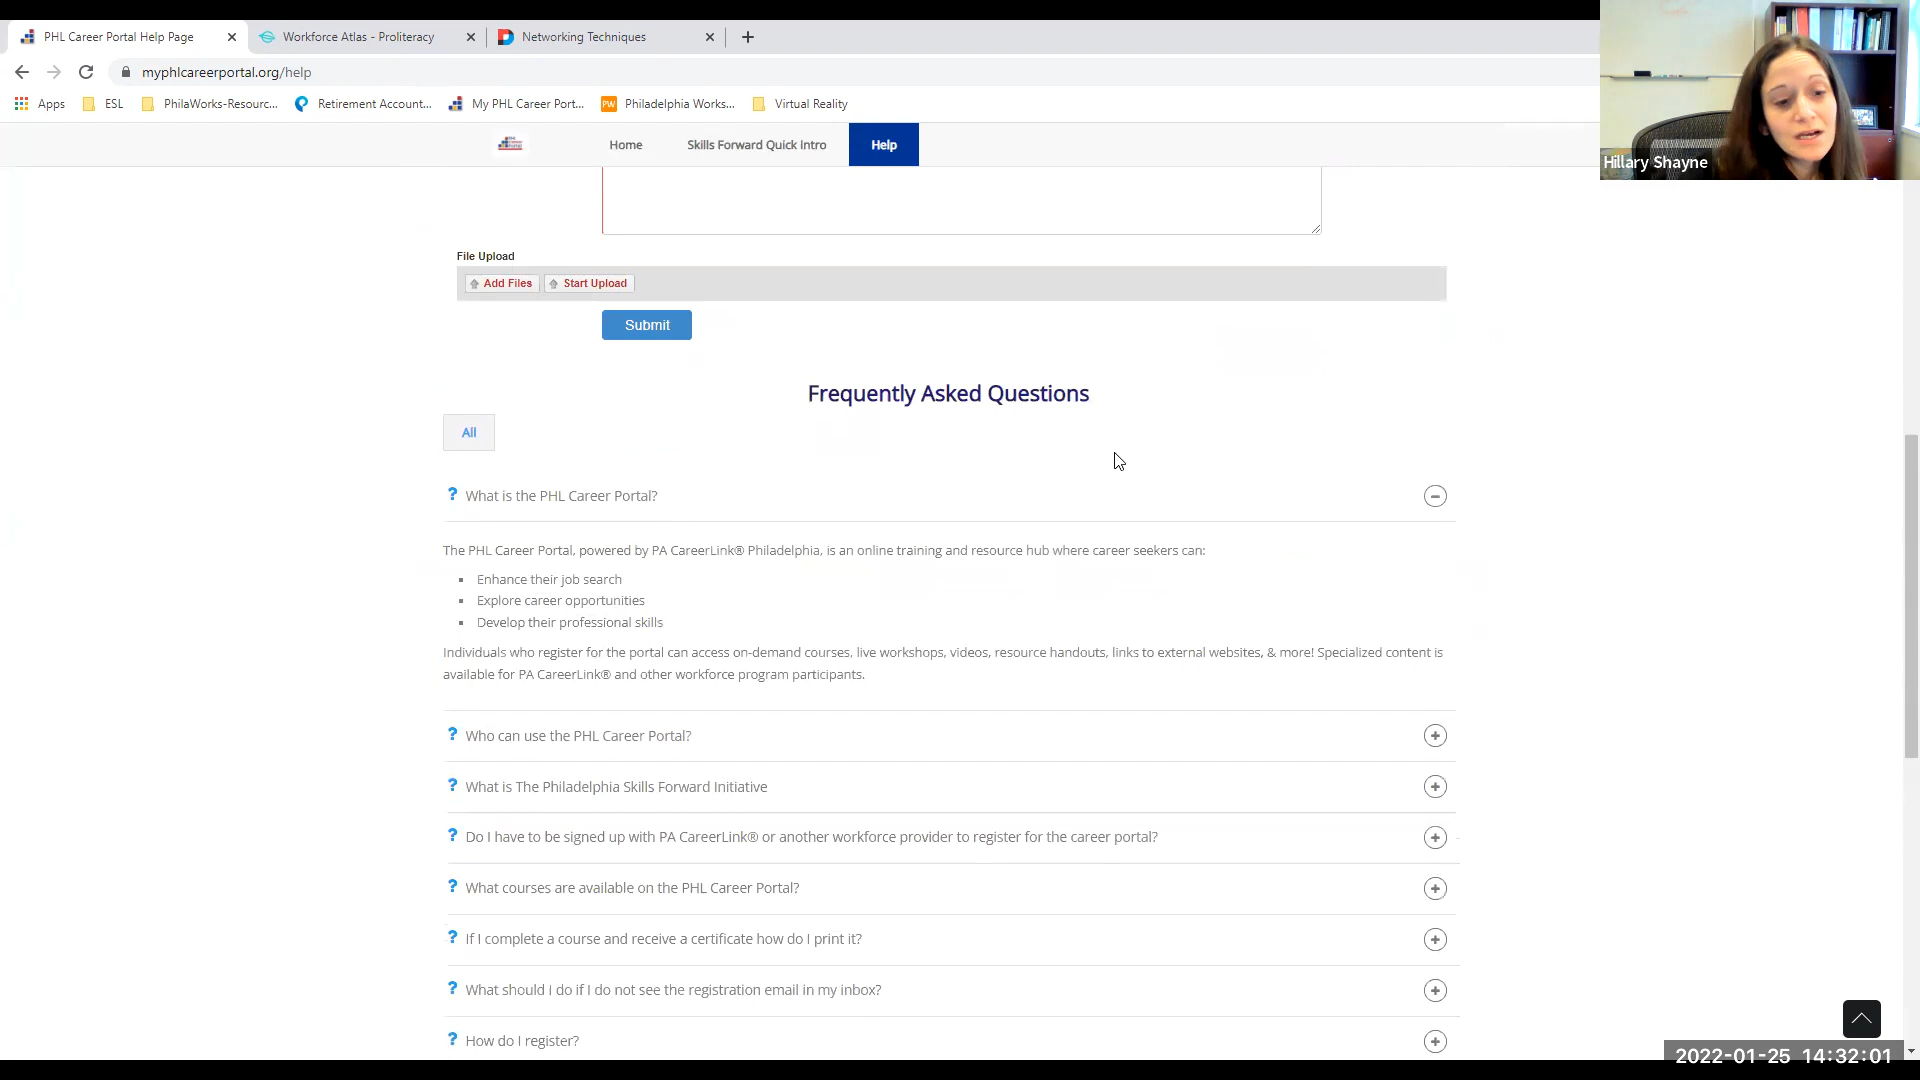 PHL Career Portal Help Page
Workforce Atlas - Proliteracy
Networking Techniques
myphlcareerportal.org/help
Apps
ESL
PhilaWorks-Resourc...
Retirement Account...
My PHL Career Port...
PW
Philadelphia Works...
Virtual Reality
Home
Skills Forward Quick Intro
Help
Hillary Shayne
File Upload
Add Files
Start Upload
Submit
Frequently Asked Questions
All
? What is the PHL Career Portal?
The PHL Career Portal, powered by PA CareerLink® Philadelphia, is an online training and resource hub where career seekers can:
Enhance their job search
Explore career opportunities
Develop their professional skills
Individuals who register for the portal can access on-demand courses, live workshops, videos, resource handouts, links to external websites, & more! Specialized content is
available for PA CareerLink® and other workforce program participants.
? Who can use the PHL Career Portal?
? What is The Philadelphia Skills Forward Initiative
? Do I have to be signed up with PA CareerLink® or another workforce provider to register for the career portal?
? What courses are available on the PHL Career Portal?
? If I complete a course and receive a certificate how do I print it?
? What should I do if I do not see the registration email in my inbox?
? How do I register?
2022-01-25 14:32:01